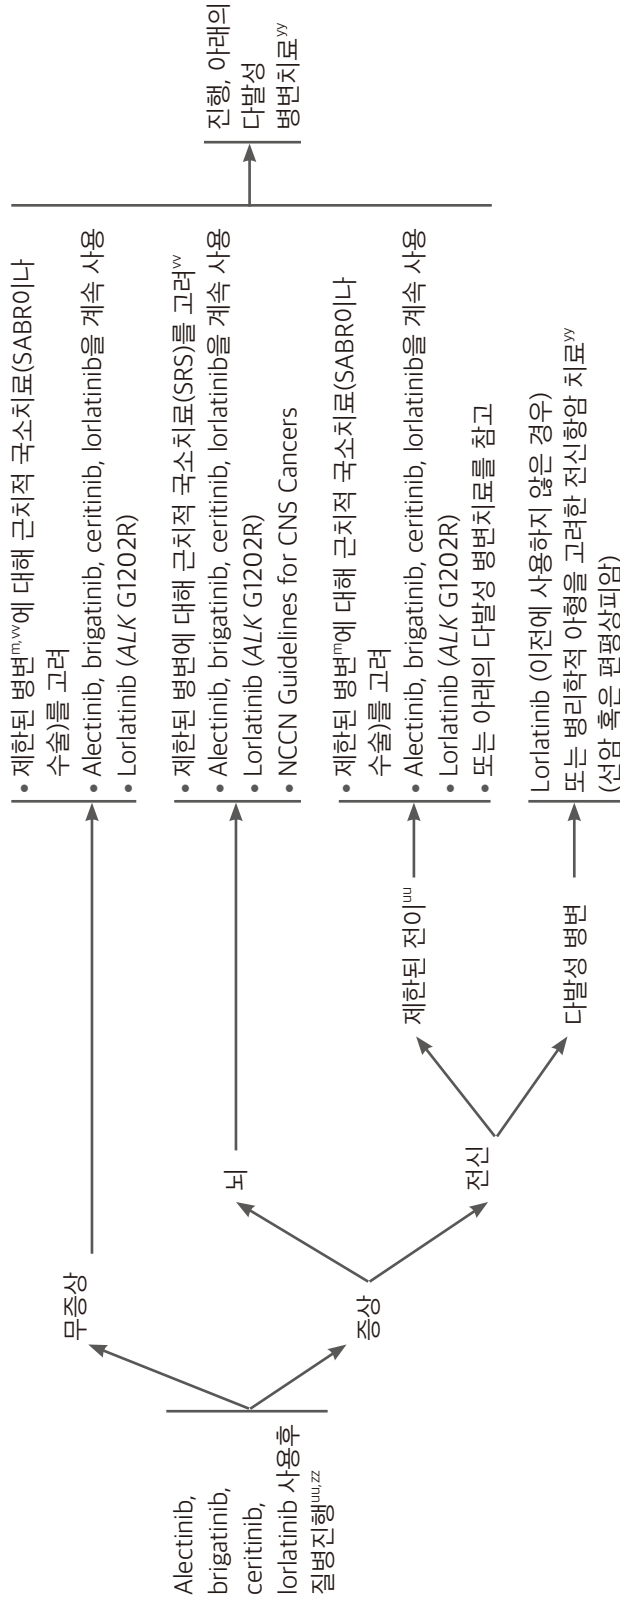 Alectinib,
brigatinib,
ceritinib,
lorlatinib 사용후
질병진행uu,zz
무증상
증상
뇌
전신
제한된 전이uu
다발성 병변
• 제한된 병변m,vv에 대해 근치적 국소치료(SABR이나
수술)를 고려
• Alectinib, brigatinib, ceritinib, lorlatinib을 계속 사용
• Lorlatinib (ALK G1202R)
• 제한된 병변에 대해 근치적 국소치료(SRS)를 고려vv
• Alectinib, brigatinib, ceritinib, lorlatinib을 계속 사용
• Lorlatinib (ALK G1202R)
• NCCN Guidelines for CNS Cancers
• 제한된 병변m에 대해 근치적 국소치료(SABR이나
수술)를 고려
• Alectinib, brigatinib, ceritinib, lorlatinib을 계속 사용
• Lorlatinib (ALK G1202R)
• 또는 아래의 다발성 병변치료를 참고
Lorlatinib (이전에 사용하지 않은 경우)
또는 병리학적 아형을 고려한 전신항암 치료yy
(선암 혹은 편평상피암)
진행, 아래의
다발성
병변치료yy